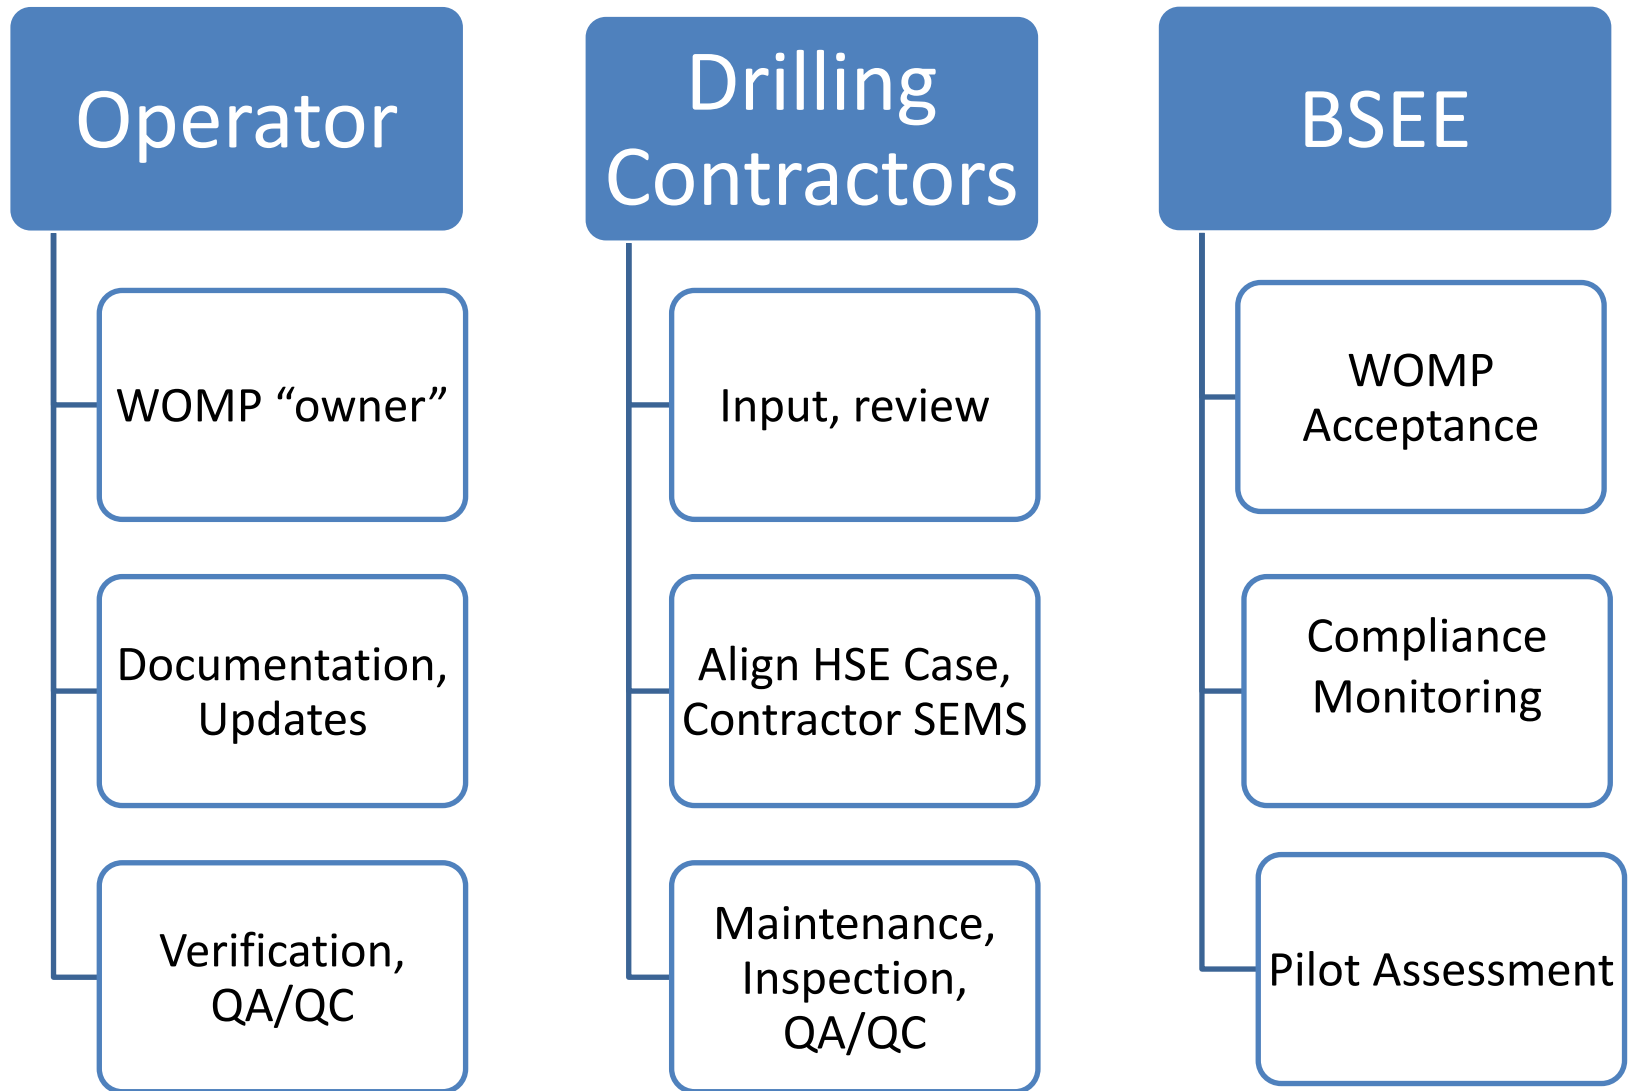 Operator
WOMP “owner”
Documentation,
Updates
Verification,
QA/QC
Drilling
Contractors
Input, review
Align HSE Case,
Contractor SEMS
Maintenance,
Inspection,
QA/QC
BSEE
WOMP
Acceptance
Compliance
Monitoring
Pilot Assessment